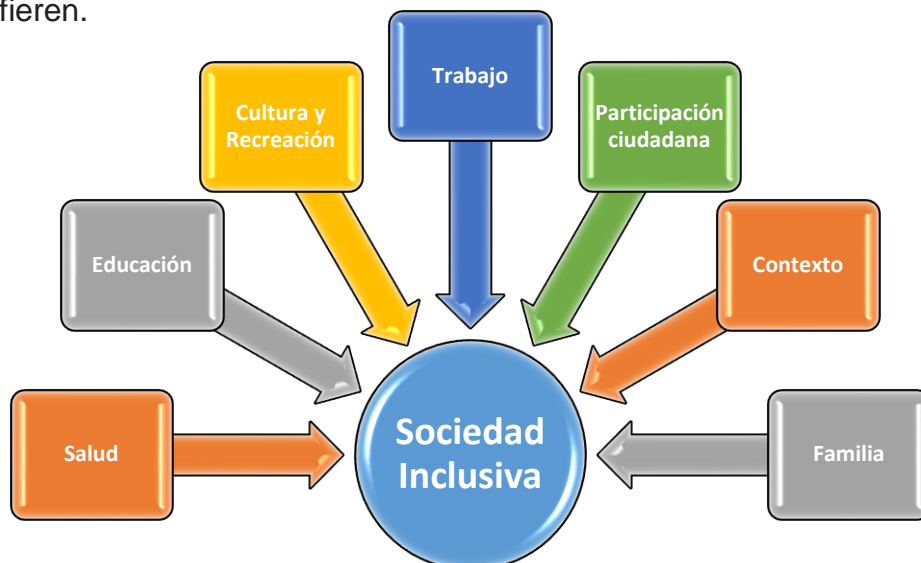 fieren.
Trabajo
Cultura y
Recreación
Participación
ciudadana
Educación
Contexto
Salud
Sociedad
Inclusiva
Familia